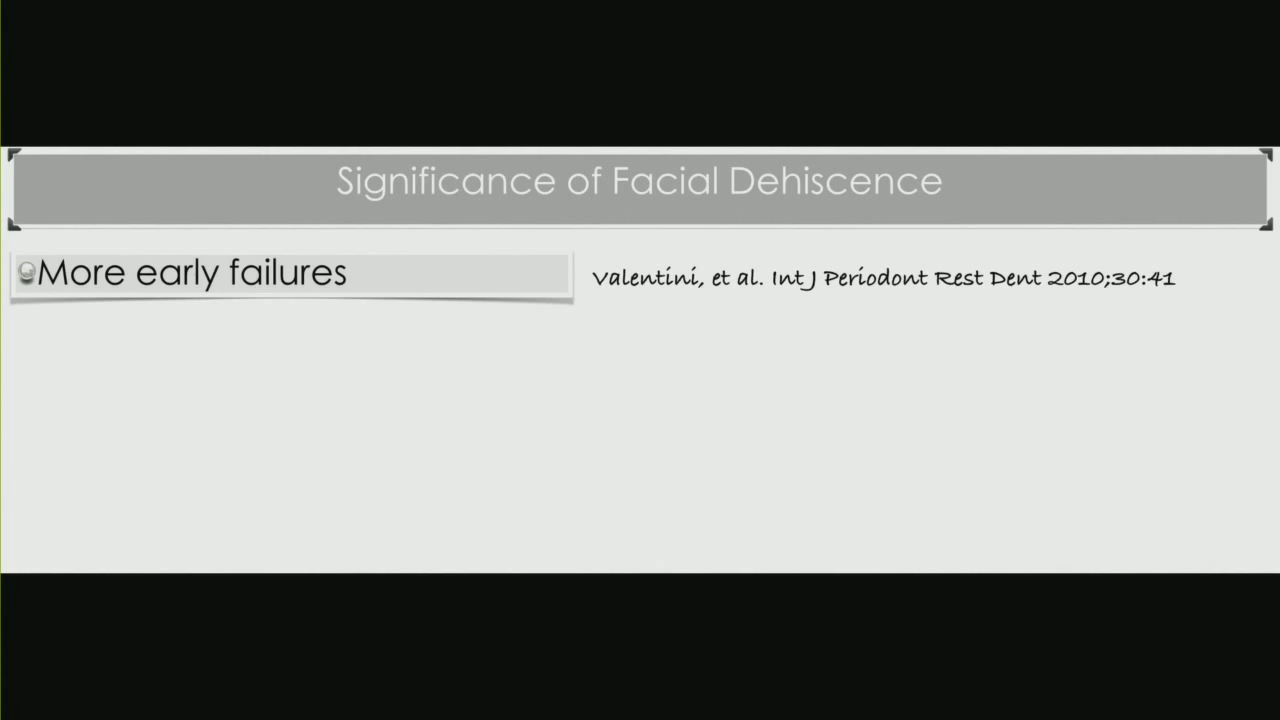 Significance of Facial Dehiscence
More early failures
Valentini, et al. Int J Periodont Rest Dent 2010;30:41